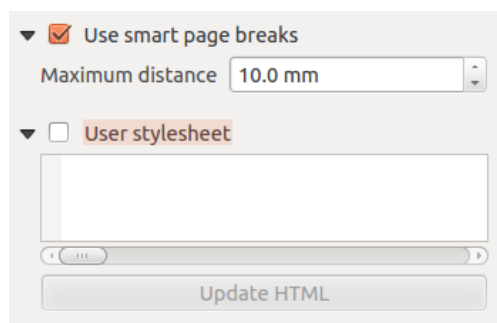 Use smart page breaks
Maximum distance 10.0 mm
User stylesheet
Update HTML